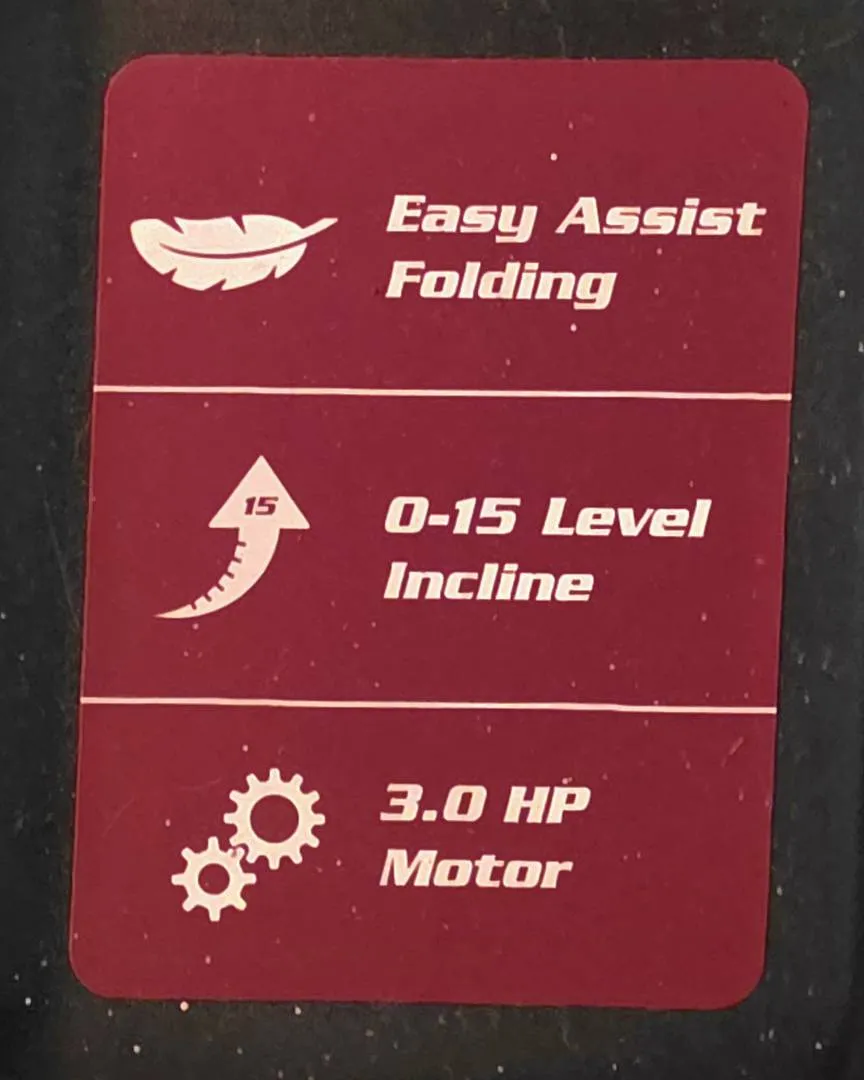 Easy Assist
Folding
15
0-15 Level
Incline
3.0 HP
Motor